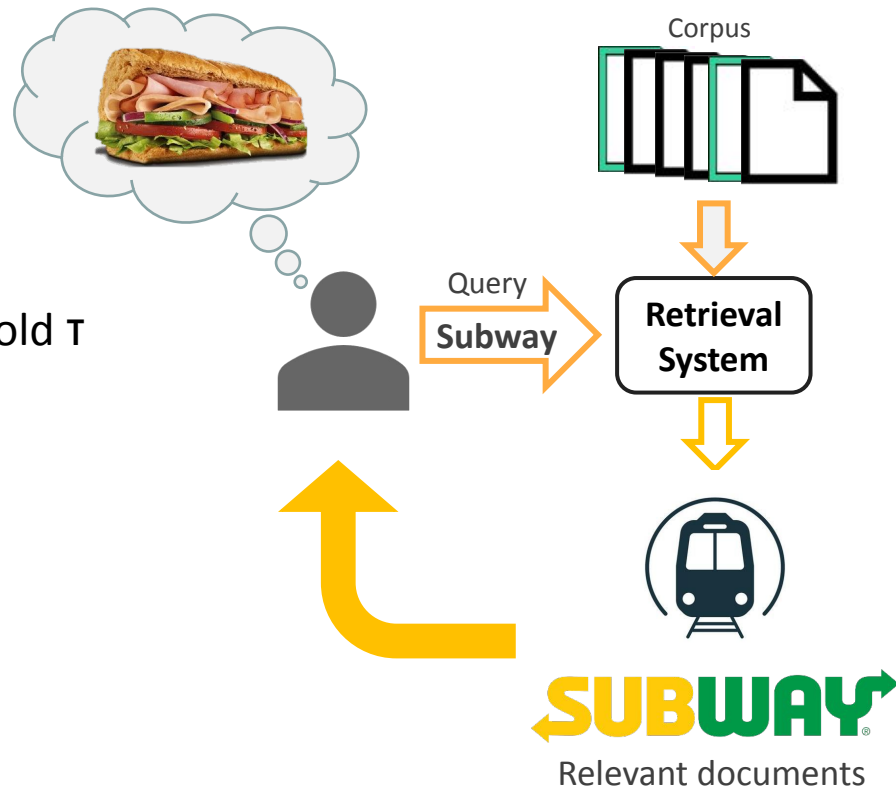 Corpus
Query
Subway
Retrieval
System
old T
SUBWAY®
Relevant documents